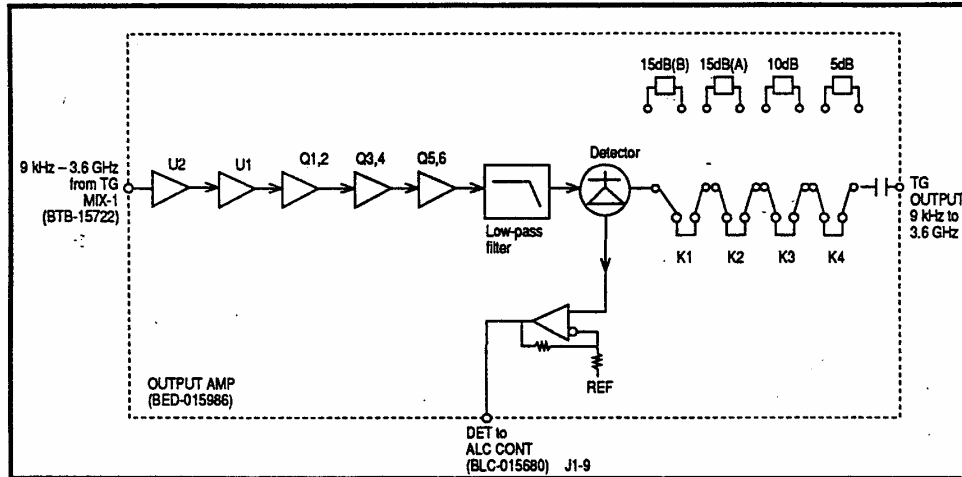 15dB(B) 15dB(A) 10dB 5dB
9 kHz – 3.6 GHz
from TG
MIX-1
(BTB-15722)
U2 U1 Q1,2 Q3,4 Q5,6
Low-pass
filter
Detector
K1 K2 K3 K4
TG
OUTPUT
9 kHz to
3.6 GHz
REF
OUTPUT AMP
(BED-015986)
DET to
ALC CONT
(BLC-015680) J1-9